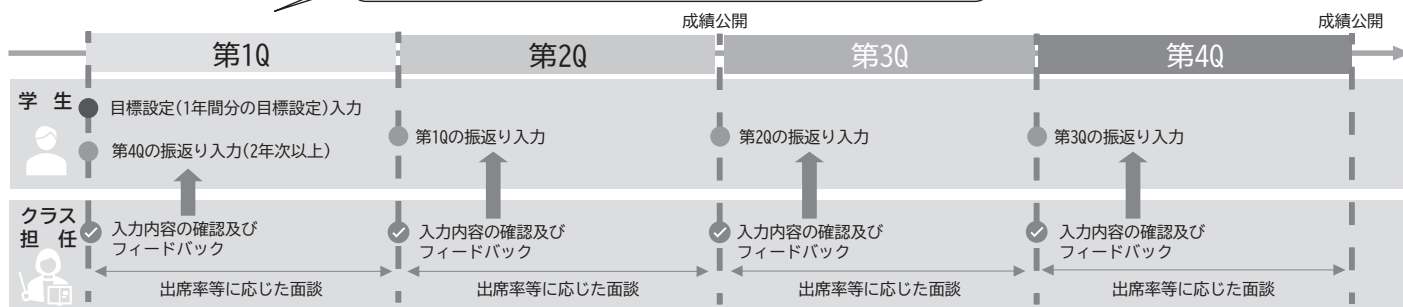 成績公開
成績公開
第1Q
第2Q
第3Q
第4Q
学 生
目標設定(1年間分の目標設定)入力
第4Qの振返り入力(2年次以上)
第1Qの振返り入力
第2Qの振返り入力
第3Qの振返り入力
クラス
担 任
入力内容の確認及び
フィードバック
入力内容の確認及び
フィードバック
入力内容の確認及び
フィードバック
入力内容の確認及び
フィードバック
出席率等に応じた面談
出席率等に応じた面談
出席率等に応じた面談
出席率等に応じた面談